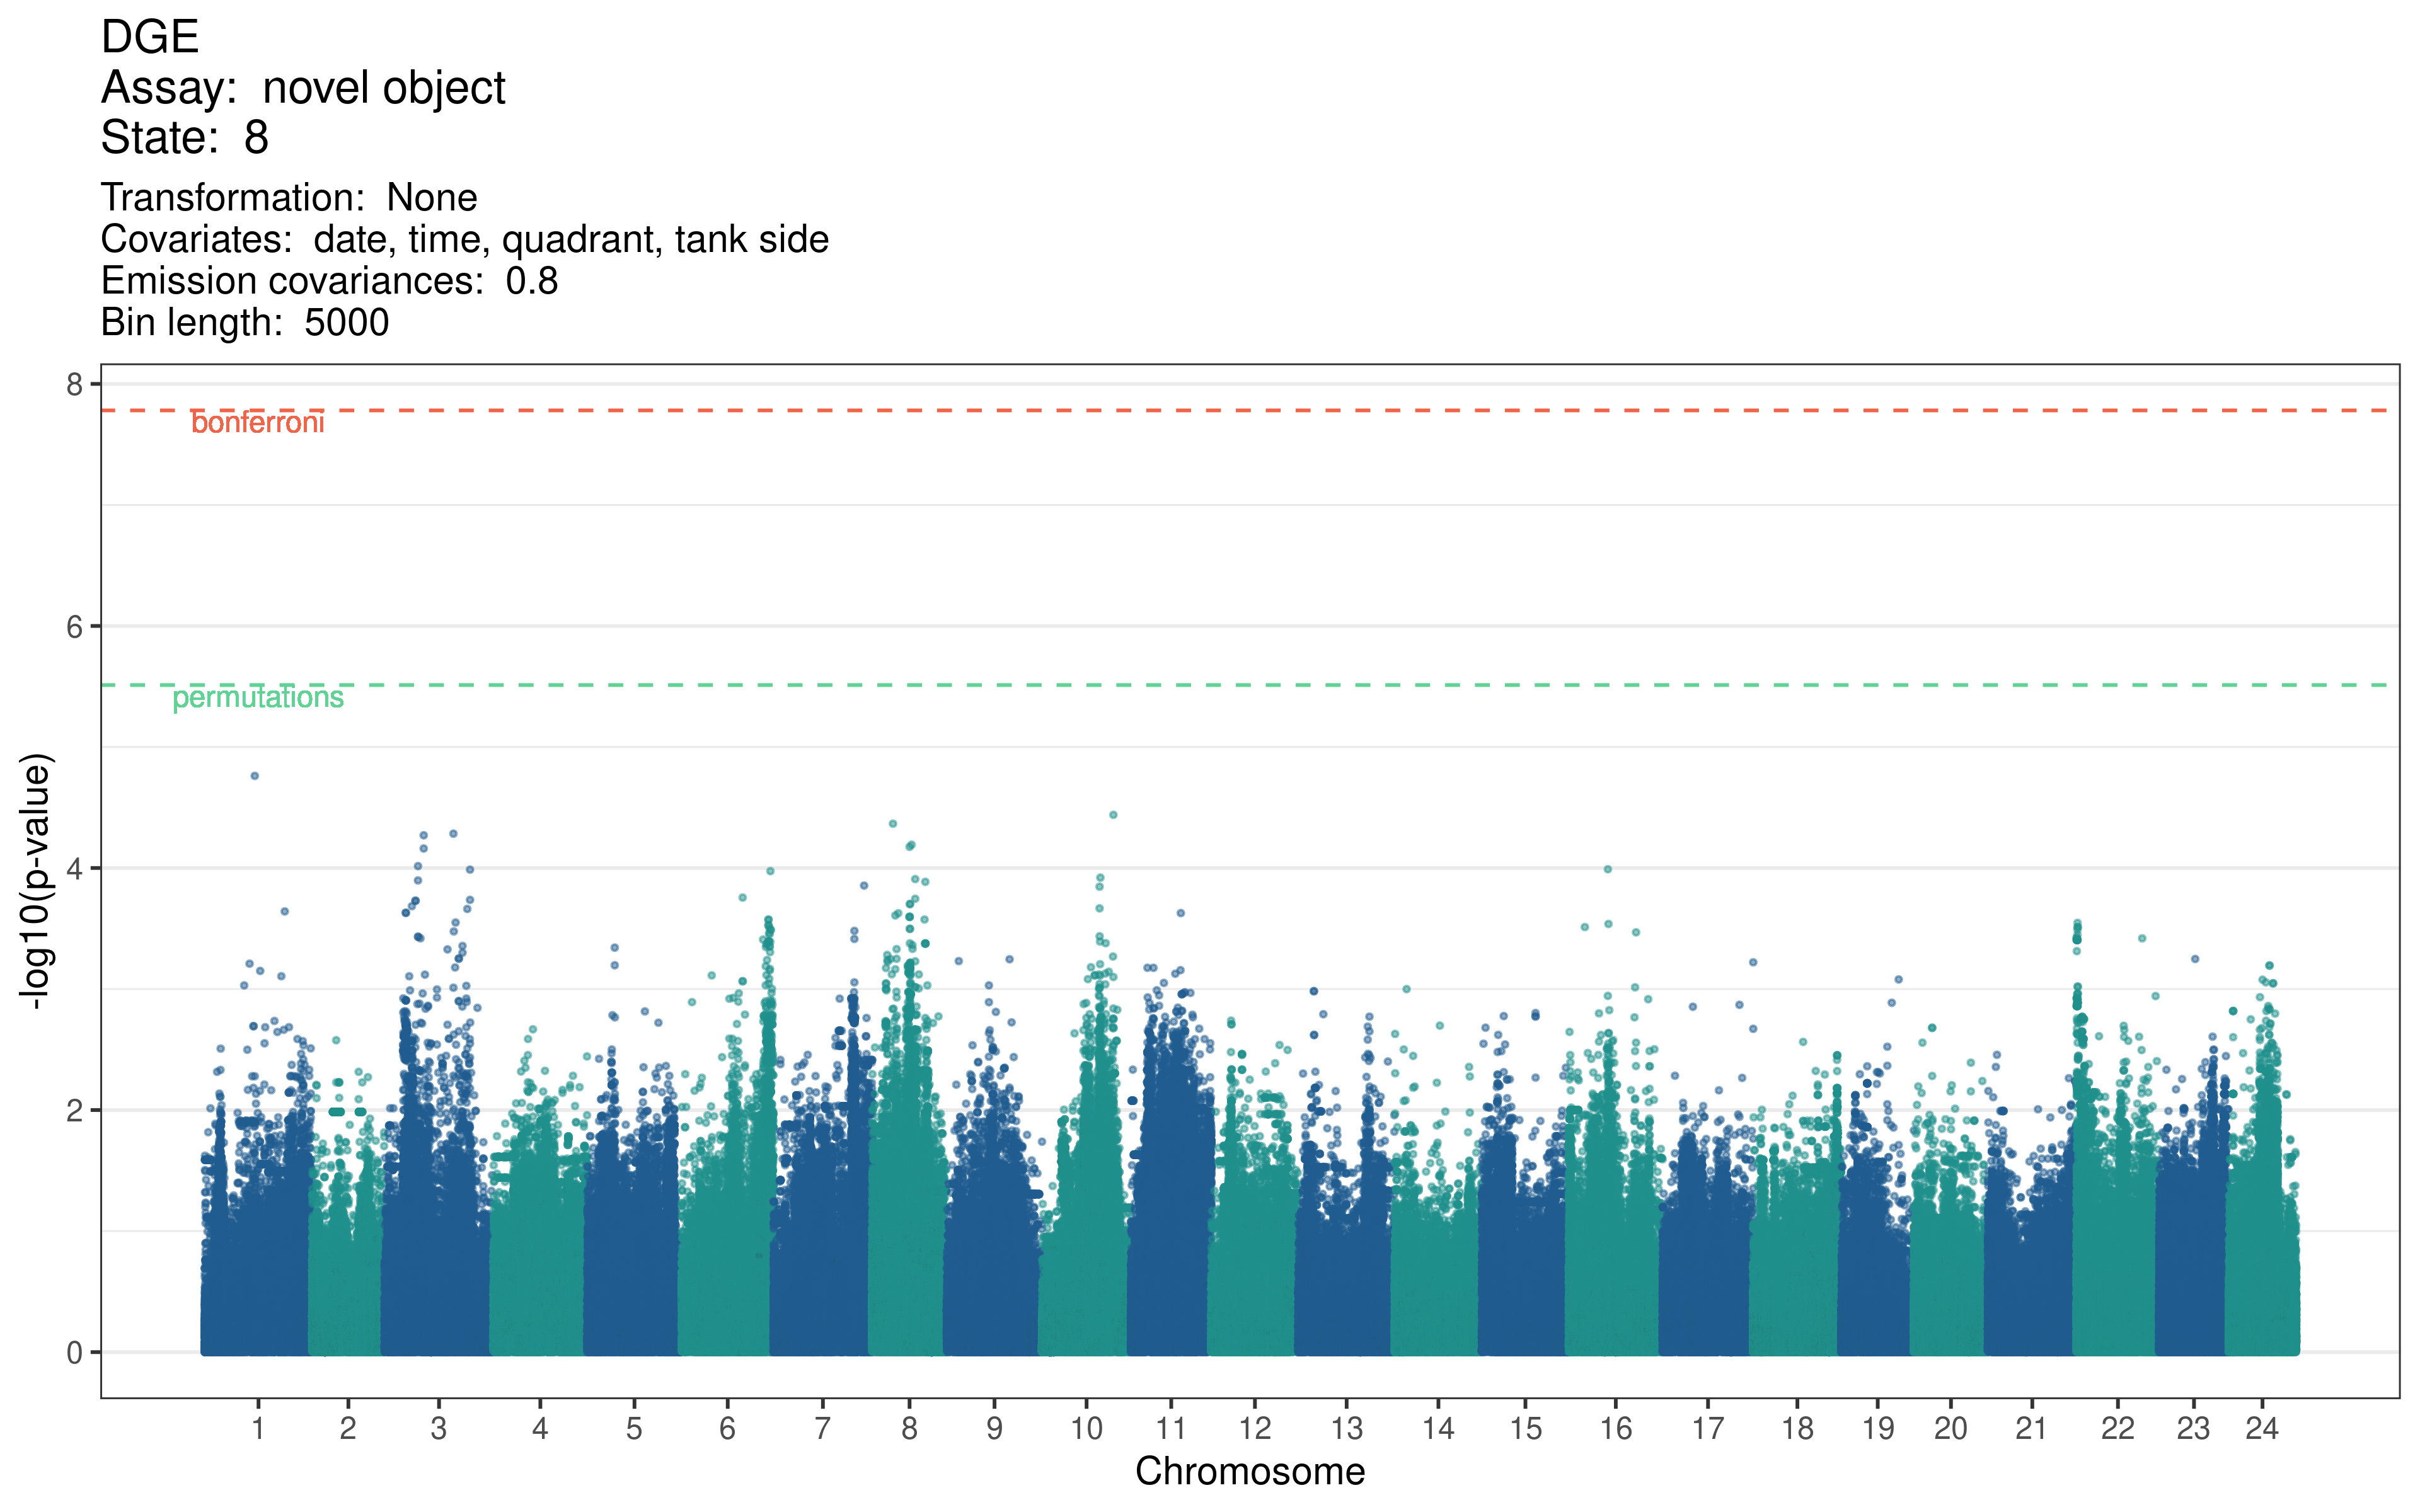 DGE
Assay:  novel object
State:  8
Transformation:  None
Covariates:  date, time, quadrant, tank side
Emission covariances:  0.8
Bin length:  5000
8
bonferroni
6
permutations
4
2
0
-log10(p-value)
1 2 3 4 5 6 7 8 9 10 11 12 13 14 15 16 17 18 19 20 21 22 23 24
Chromosome